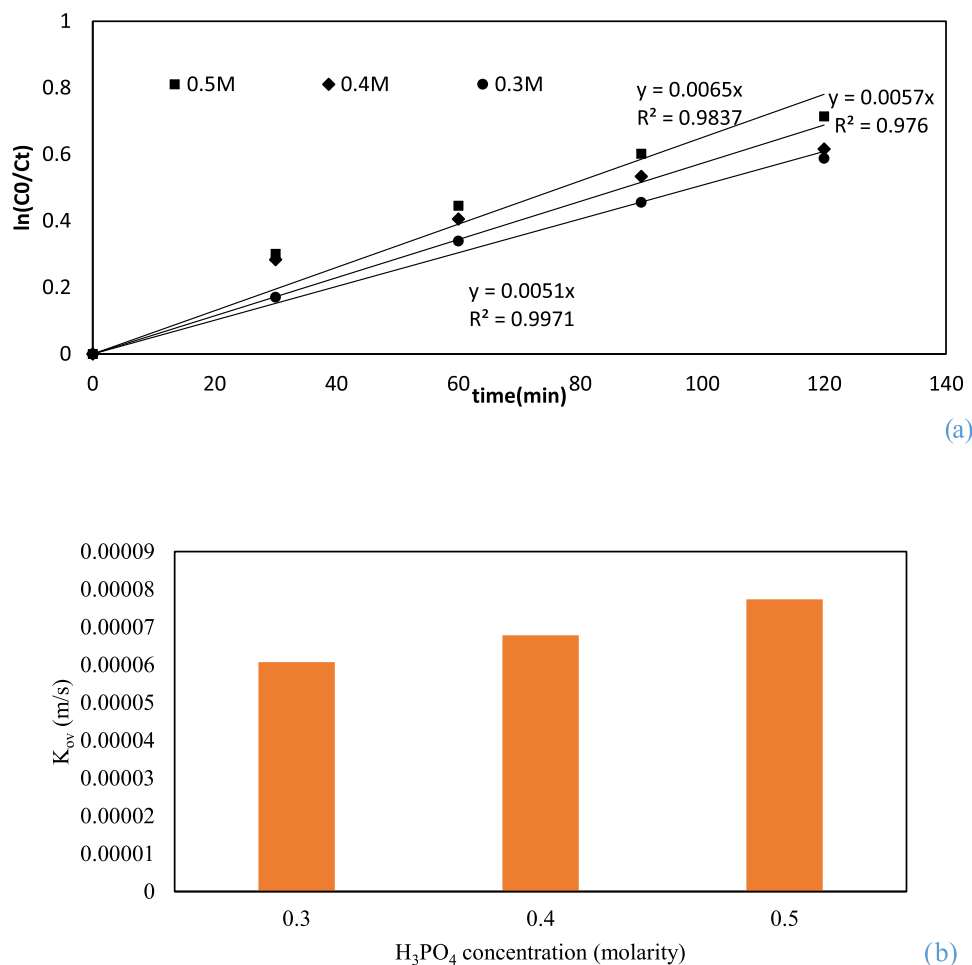 1
0.8
0.6
0.4
0.2
0
ln(C0/Ct)
0.5M 0.4M 0.3M
y = 0.0065x
R² = 0.9837
y = 0.0057x
R² = 0.976
y = 0.0051x
R² = 0.9971
0 20 40 60 80 100 120 140
time(min)
(a)
0.00009
0.00008
0.00007
0.00006
0.00005
0.00004
0.00003
0.00002
0.00001
0
Kₒᵥ (m/s)
0.3 0.4 0.5
H₃PO₄ concentration (molarity)
(b)